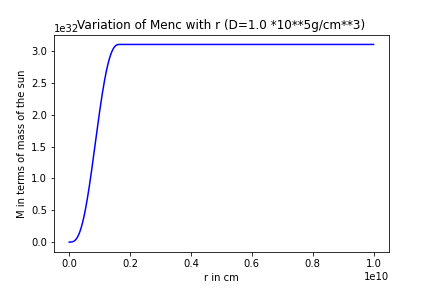 1e32
Variation of Menc with r (D=1.0 *10**5g/cm**3)
3.0
2.5
2.0
1.5
1.0
0.5
0.0
M in terms of mass of the sun
0.0 0.2 0.4 0.6 0.8 1.0
1e10
r in cm